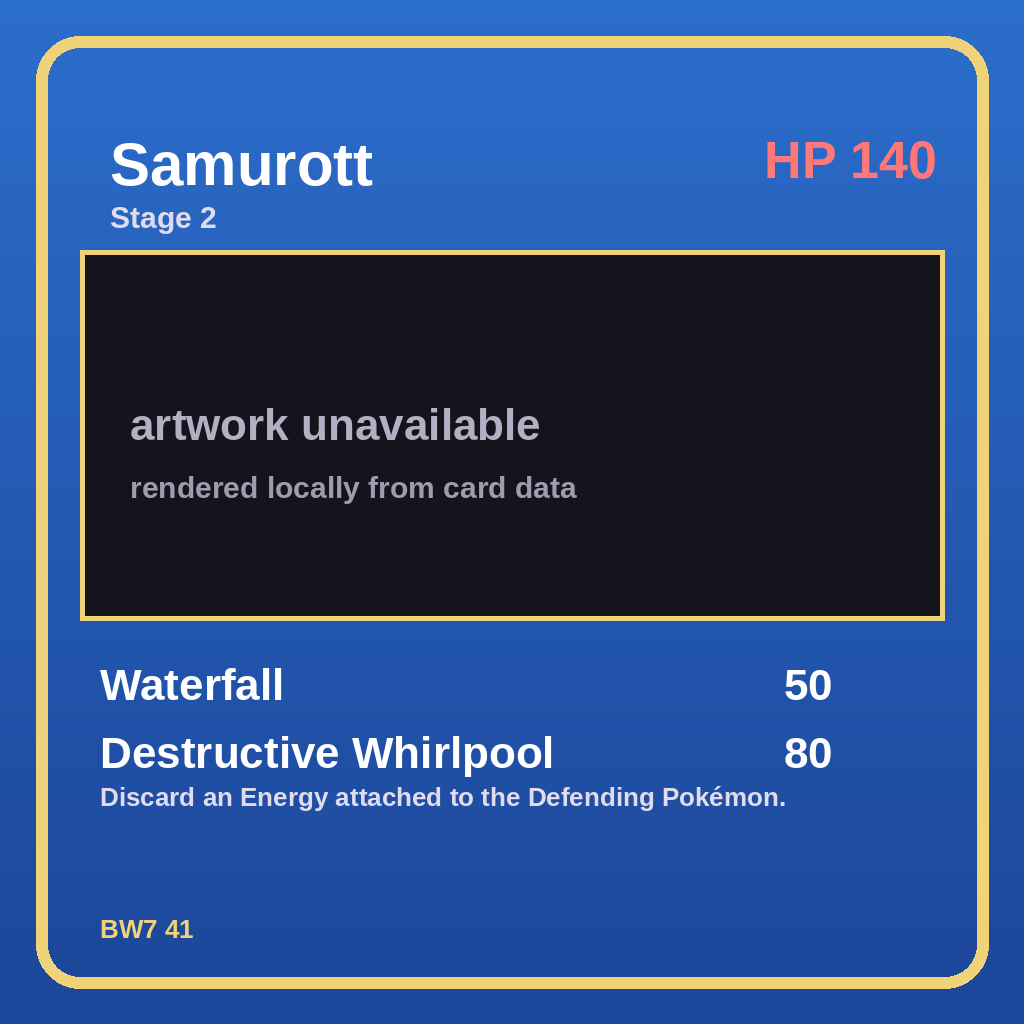 Samurott
HP 140
Stage 2
artwork unavailable
rendered locally from card data
Waterfall 50
Destructive Whirlpool 80
Discard an Energy attached to the Defending Pokémon.
BW7 41